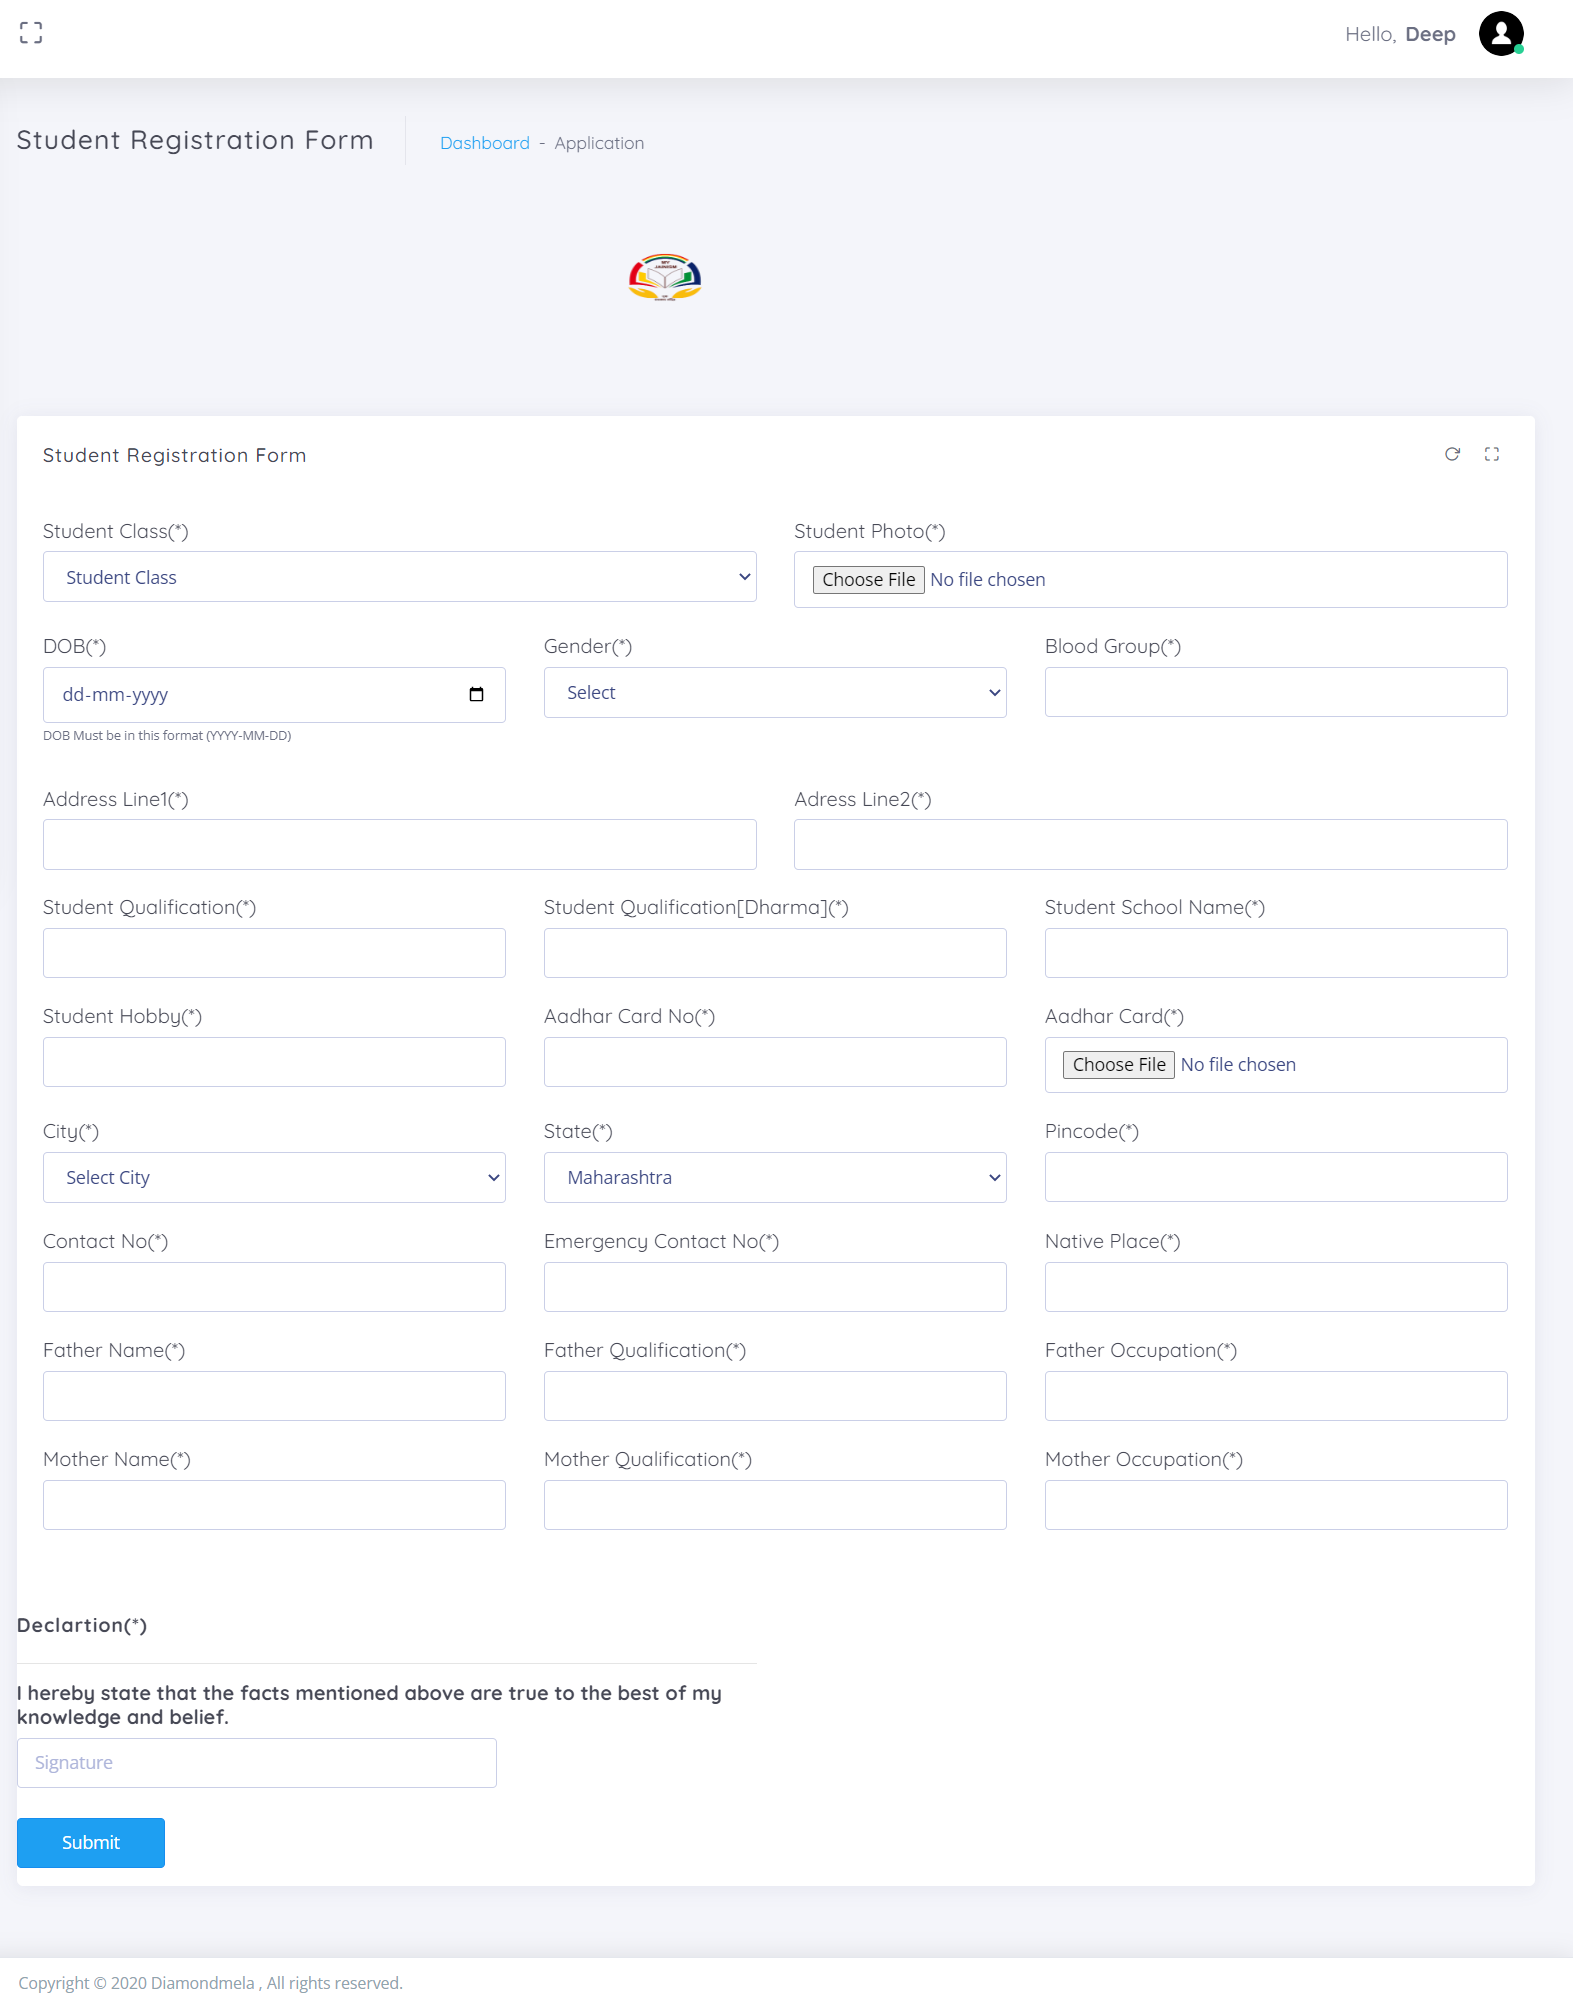 Hello, Deep
Student Registration Form
Dashboard - Application
MY
JAINISM
Student Registration Form
Student Class(*) Student Photo(*)
Student Class Choose File No file chosen
DOB(*) Gender(*) Blood Group(*)
dd-mm-yyyy Select
DOB Must be in this format (YYYY-MM-DD)
Address Line1(*) Adress Line2(*)
Student Qualification(*) Student Qualification[Dharma](*) Student School Name(*)
Student Hobby(*) Aadhar Card No(*) Aadhar Card(*)
Choose File No file chosen
City(*) State(*) Pincode(*)
Select City Maharashtra
Contact No(*) Emergency Contact No(*) Native Place(*)
Father Name(*) Father Qualification(*) Father Occupation(*)
Mother Name(*) Mother Qualification(*) Mother Occupation(*)
Declartion(*)
I hereby state that the facts mentioned above are true to the best of my
knowledge and belief.
Signature
Submit
Copyright © 2020 Diamondmela , All rights reserved.